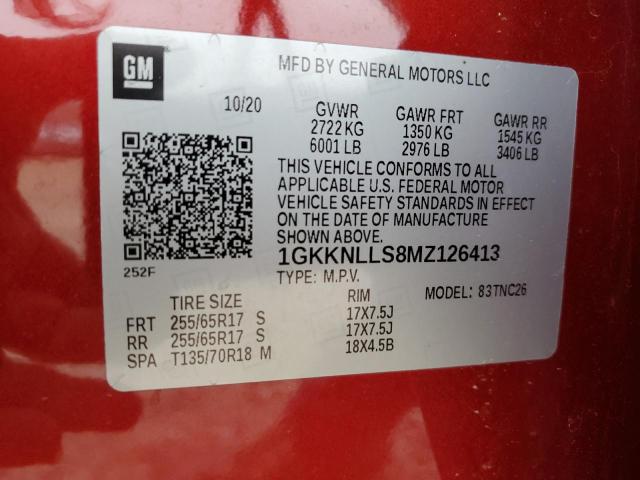 GM
MFD BY GENERAL MOTORS LLC
10/20 GVWR GAWR FRT GAWR RR
2722 KG 1350 KG 1545 KG
6001 LB 2976 LB 3406 LB
THIS VEHICLE CONFORMS TO ALL
APPLICABLE U.S. FEDERAL MOTOR
VEHICLE SAFETY STANDARDS IN EFFECT
ON THE DATE OF MANUFACTURE
SHOWN ABOVE.
1GKKNLLS8MZ126413
252F
TYPE: M.P.V. MODEL: 83TNC26
TIRE SIZE RIM
FRT 255/65R17 S 17X7.5J
RR 255/65R17 S 17X7.5J
SPA T135/70R18 M 18X4.5B